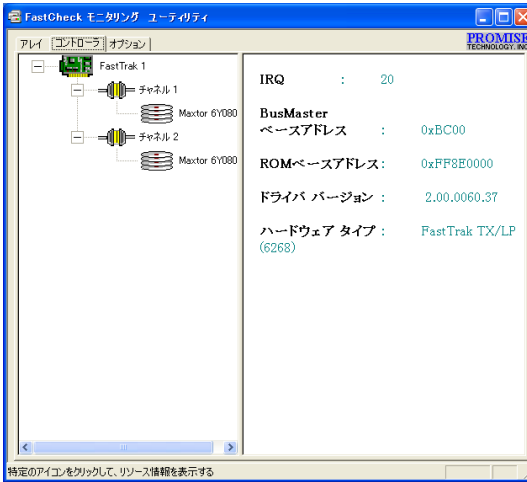 FastCheck モニタリング ユーティリティ
アレイ コントローラ オプション
PROMISE
TECHNOLOGY, INC
FastTrak 1
チャネル 1
Maxtor 6Y080
チャネル 2
Maxtor 6Y080
IRQ : 20
BusMaster
ベースアドレス : 0xBC00
ROMベースアドレス: 0xFF8E0000
ドライバ バージョン : 2.00.0060.37
ハードウェア タイプ : FastTrak TX/LP
(6268)
特定のアイコンをクリックして、リソース情報を表示する